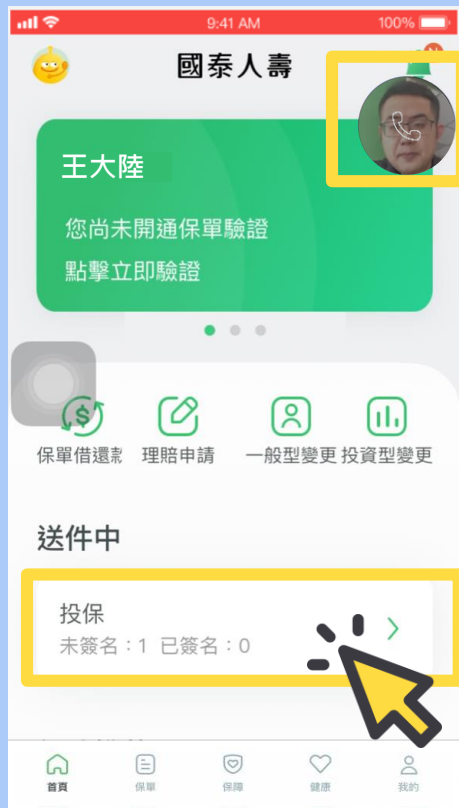 9:41 AM
100%
國泰人壽
N
王大陸
您尚未開通保單驗證
點擊立即驗證
保單借還款 理賠申請 一般型變更 投資型變更
送件中
投保
未簽名：1 已簽名：0
首頁 保單 保障 健康 我的